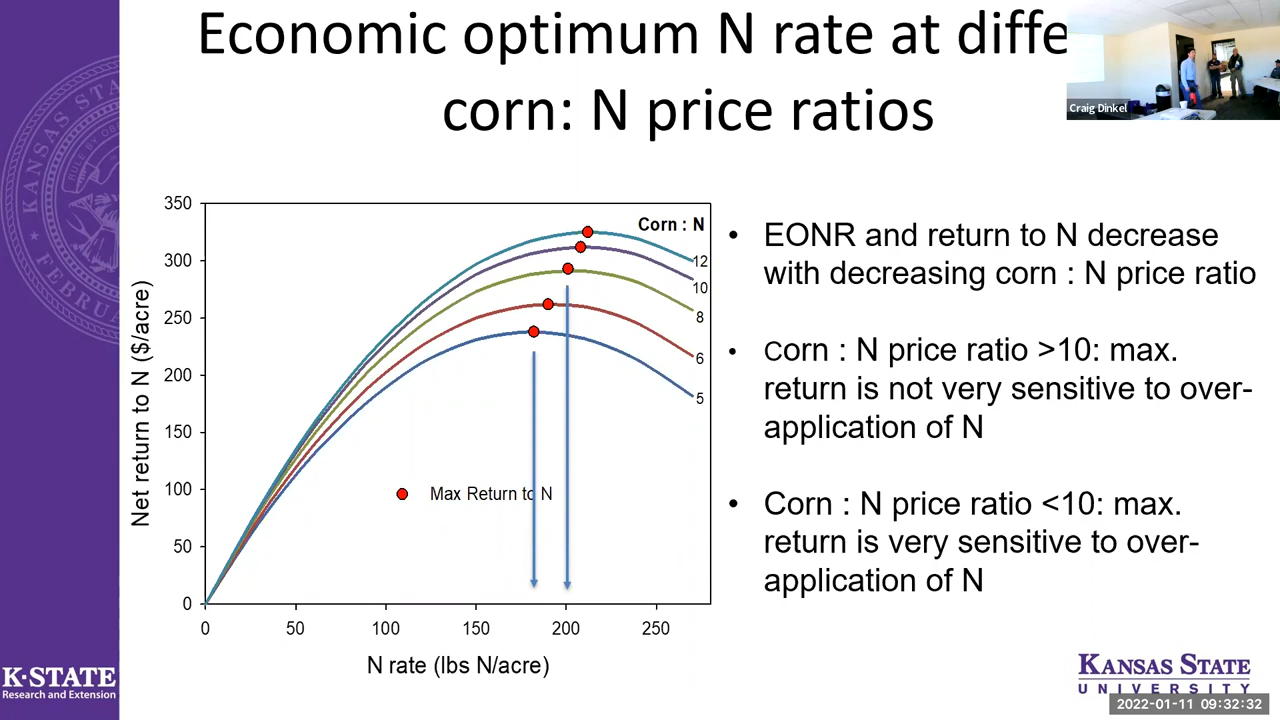 Economic optimum N rate at diffe
corn: N price ratios
Craig Dinkel
KANSAS STA
FEBRUAR
350
300
250
200
150
100
50
0
0
50
100
150
200
250
Net return to N ($/acre)
N rate (lbs N/acre)
Corn : N
12
10
8
6
5
Max Return to N
• EONR and return to N decrease
with decreasing corn : N price ratio
• Corn : N price ratio >10: max.
return is not very sensitive to over-
application of N
• Corn : N price ratio <10: max.
return is very sensitive to over-
application of N
K-STATE
Research and Extension
KANSAS STATE
UNIVERSITY
2022-01-11 09:32:32